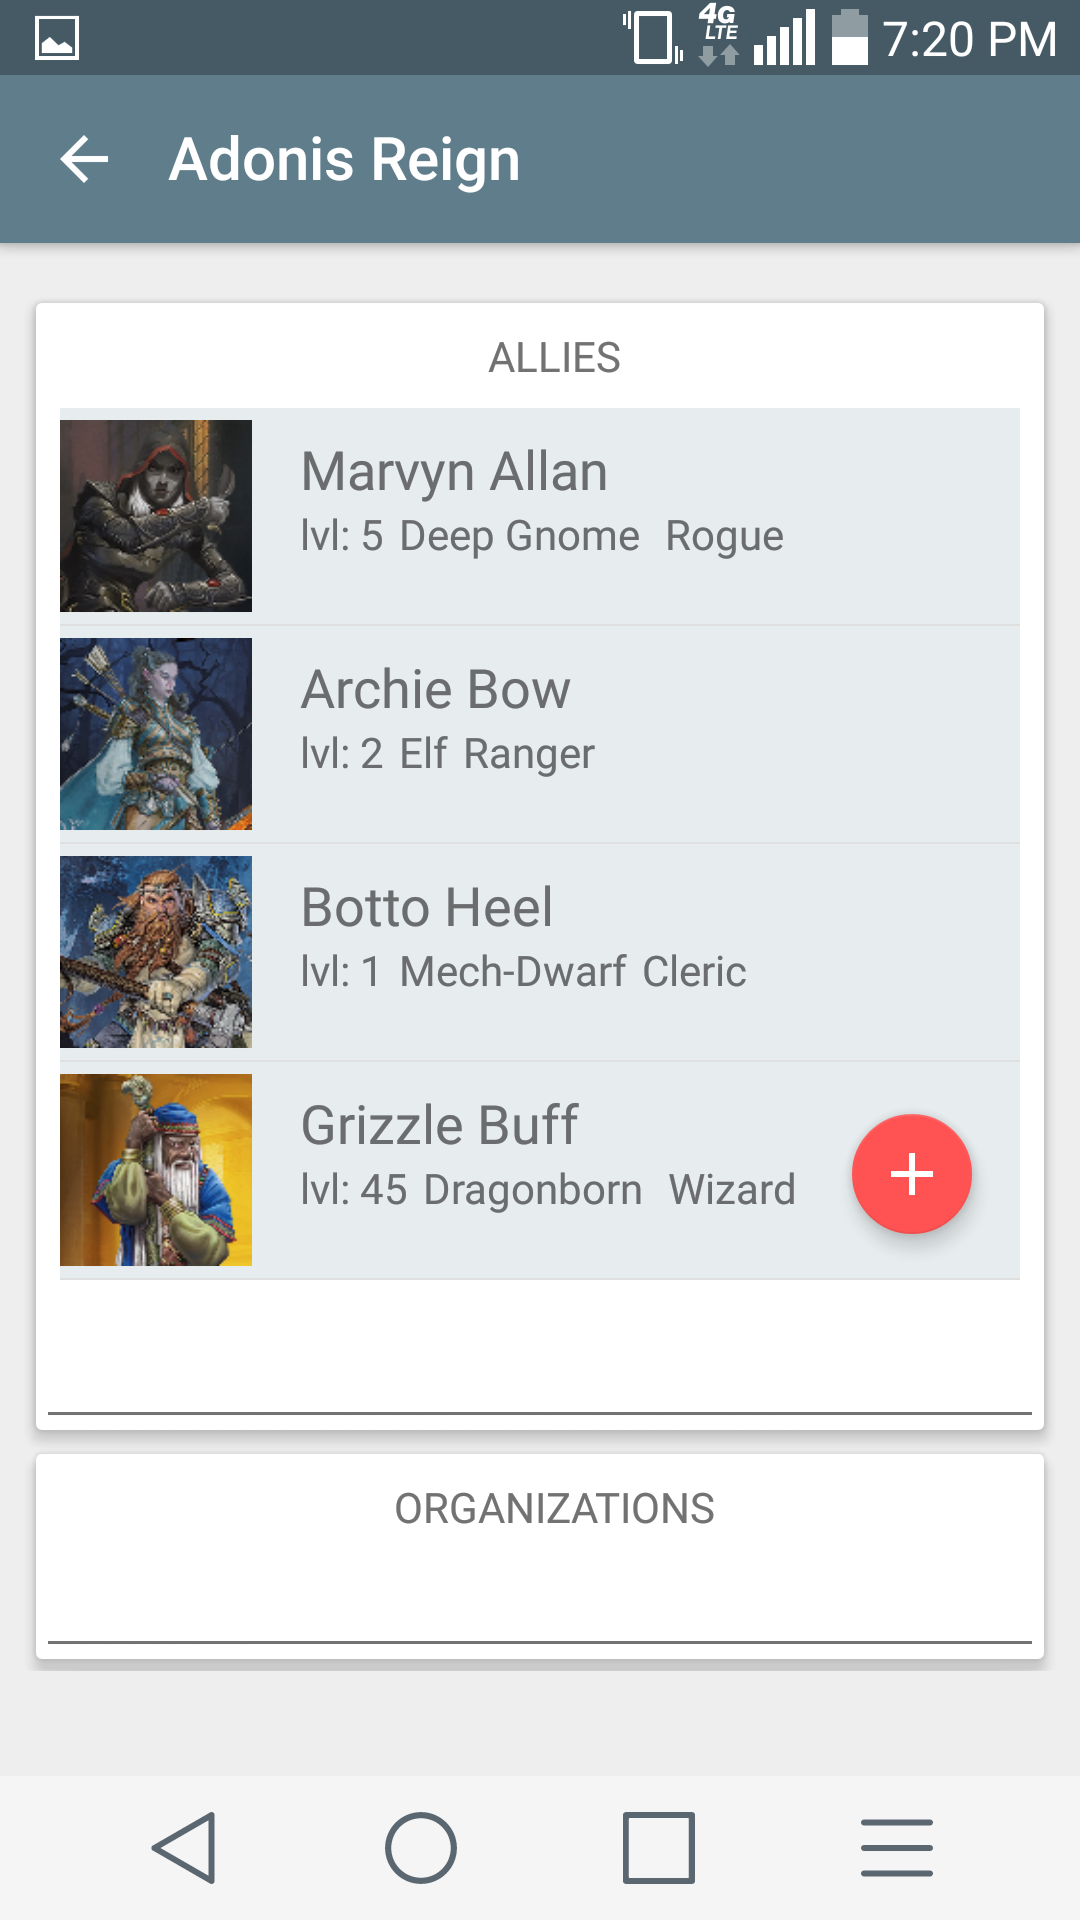 4G LTE 7:20 PM
Adonis Reign
ALLIES
Marvyn Allan
lvl: 5 Deep Gnome Rogue
Archie Bow
lvl: 2 Elf Ranger
Botto Heel
lvl: 1 Mech-Dwarf Cleric
Grizzle Buff
lvl: 45 Dragonborn Wizard
ORGANIZATIONS